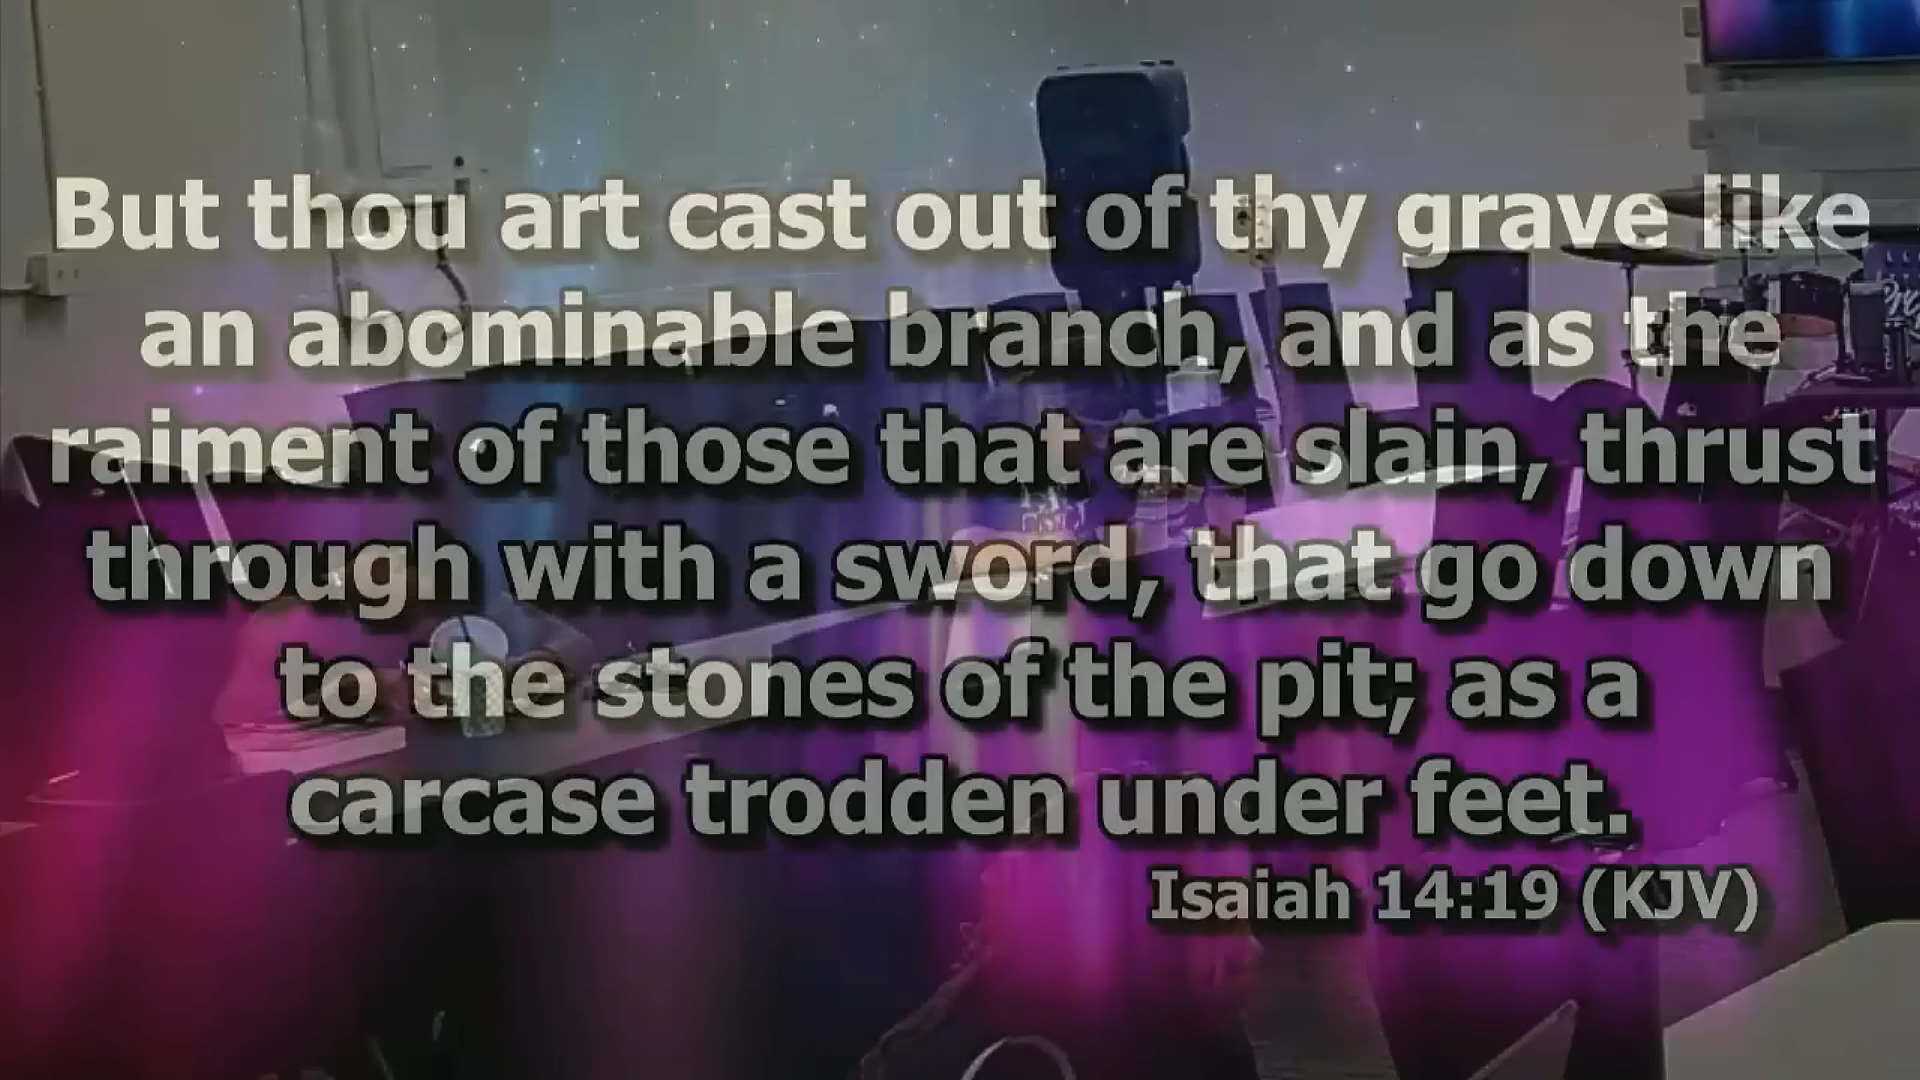 But thou art cast out of thy grave like
an abominable branch, and as the
raiment of those that are slain, thrust
through with a sword, that go down
to the stones of the pit; as a
carcase trodden under feet.
Isaiah 14:19 (KJV)